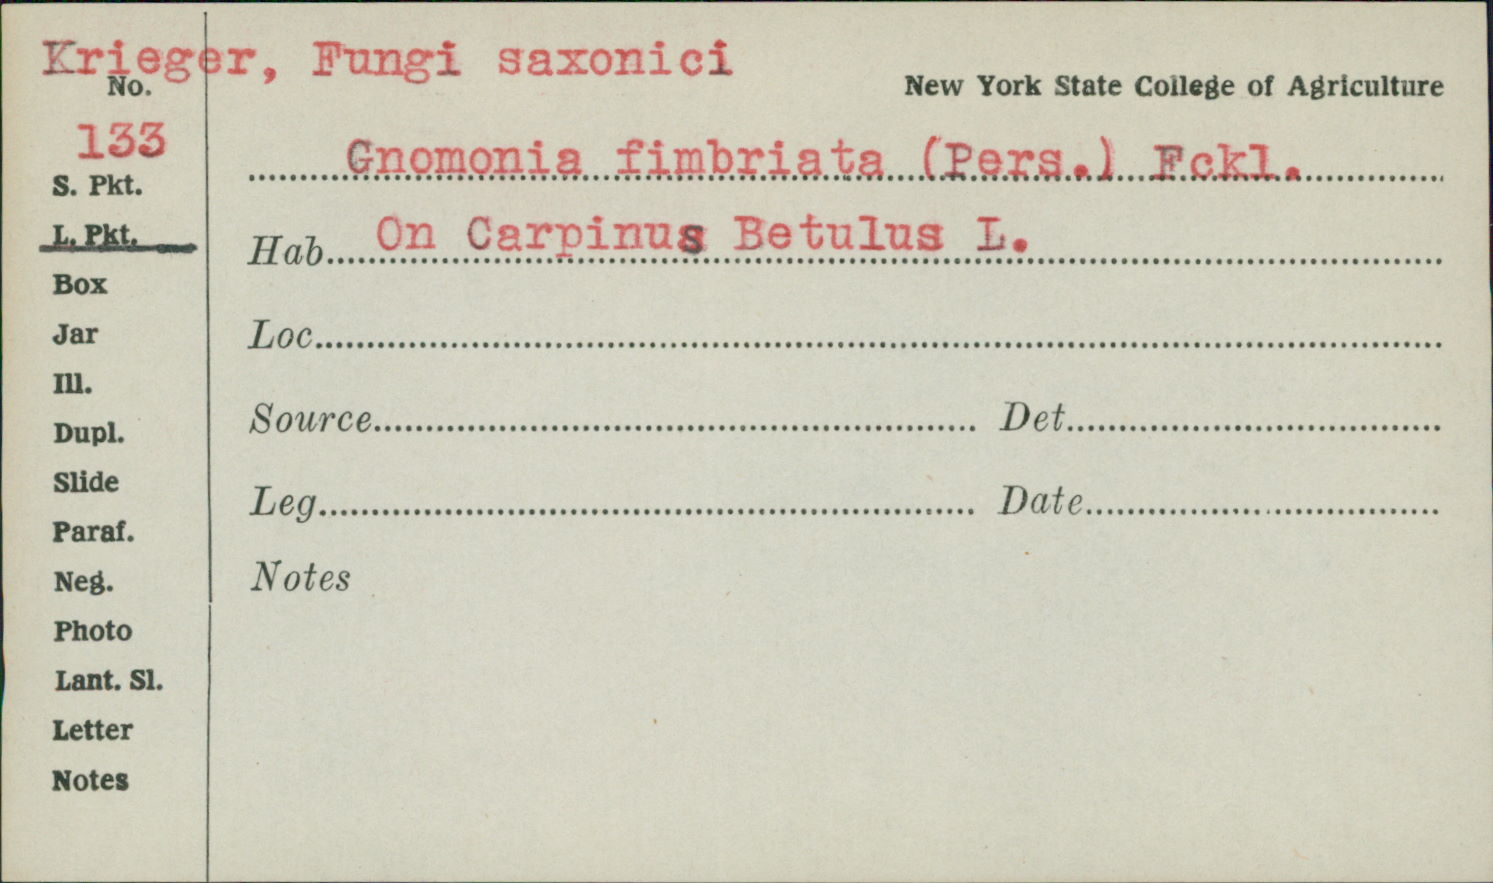 Krieger, Fungi saxonici
No.
New York State College of Agriculture
133
Gnomonia fimbriata (Pers.) Fckl.
S. Pkt.
L. Pkt.
Hab. On Carpinus Betulus L.
Box
Jar
Loc.
Ill.
Dupl.
Source Det.
Slide
Leg. Date
Paraf.
Neg.
Notes
Photo
Lant. Sl.
Letter
Notes